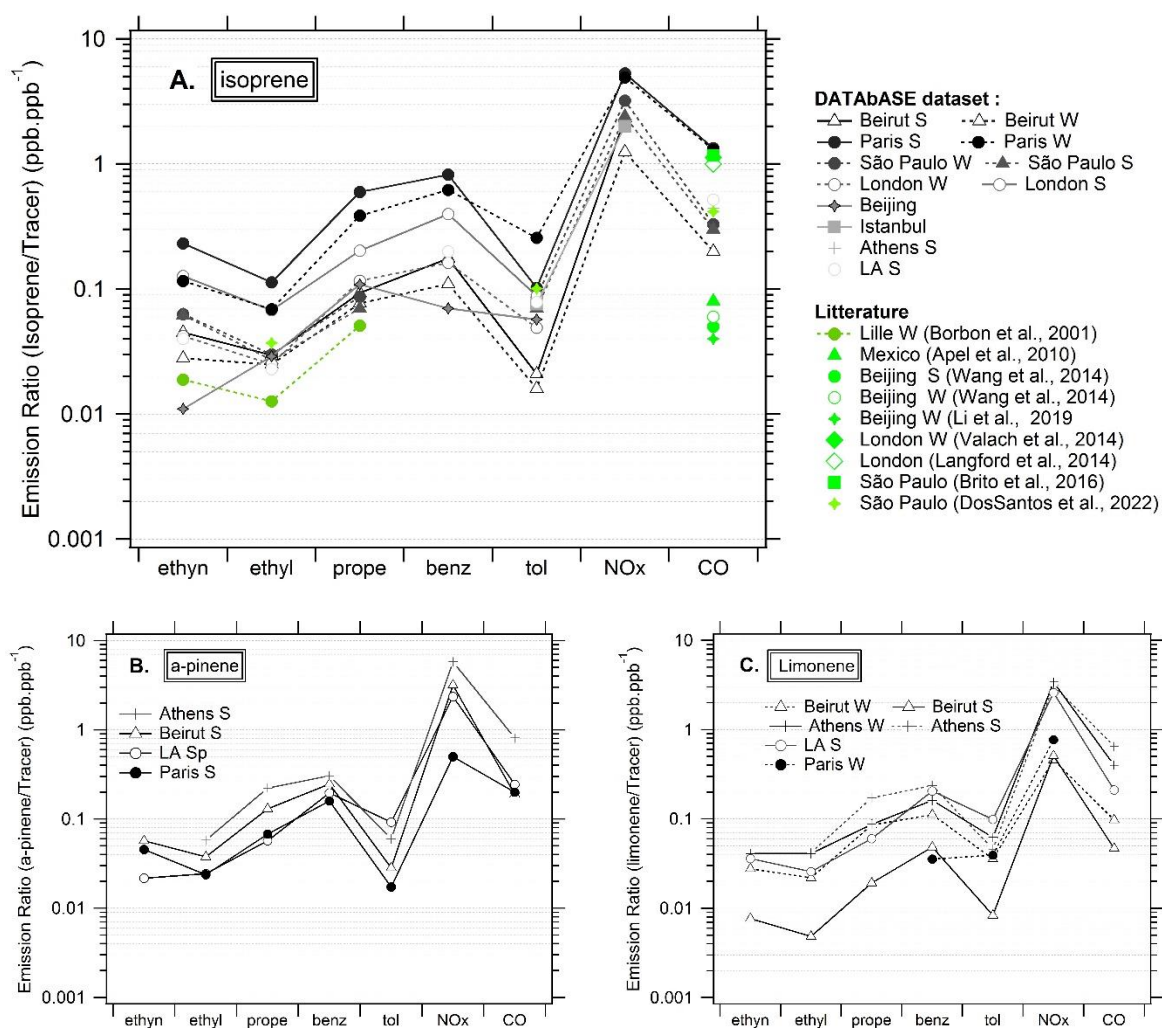 A. isoprene
Emission Ratio (Isoprene/Tracer) (ppb.ppb⁻¹)
10
1
0.1
0.01
0.001
ethyn ethyl prope benz tol NOx CO
DATAbASE dataset :
Beirut S Beirut W
Paris S Paris W
São Paulo W São Paulo S
London W London S
Beijing
Istanbul
Athens S
LA S
Litterature
Lille W (Borbon et al., 2001)
Mexico (Apel et al., 2010)
Beijing S (Wang et al., 2014)
Beijing W (Wang et al., 2014)
Beijing W (Li et al., 2019
London W (Valach et al., 2014)
London (Langford et al., 2014)
São Paulo (Brito et al., 2016)
São Paulo (DosSantos et al., 2022)
B. a-pinene
Emission Ratio (a-pinene/Tracer) (ppb.ppb⁻¹)
10
1
0.1
0.01
0.001
Athens S
Beirut S
LA Sp
Paris S
ethyn ethyl prope benz tol NOx CO
C. Limonene
Emission Ratio (limonene/Tracer) (ppb.ppb⁻¹)
10
1
0.1
0.01
0.001
Beirut W Beirut S
Athens W Athens S
LA S
Paris W
ethyn ethyl prope benz tol NOx CO